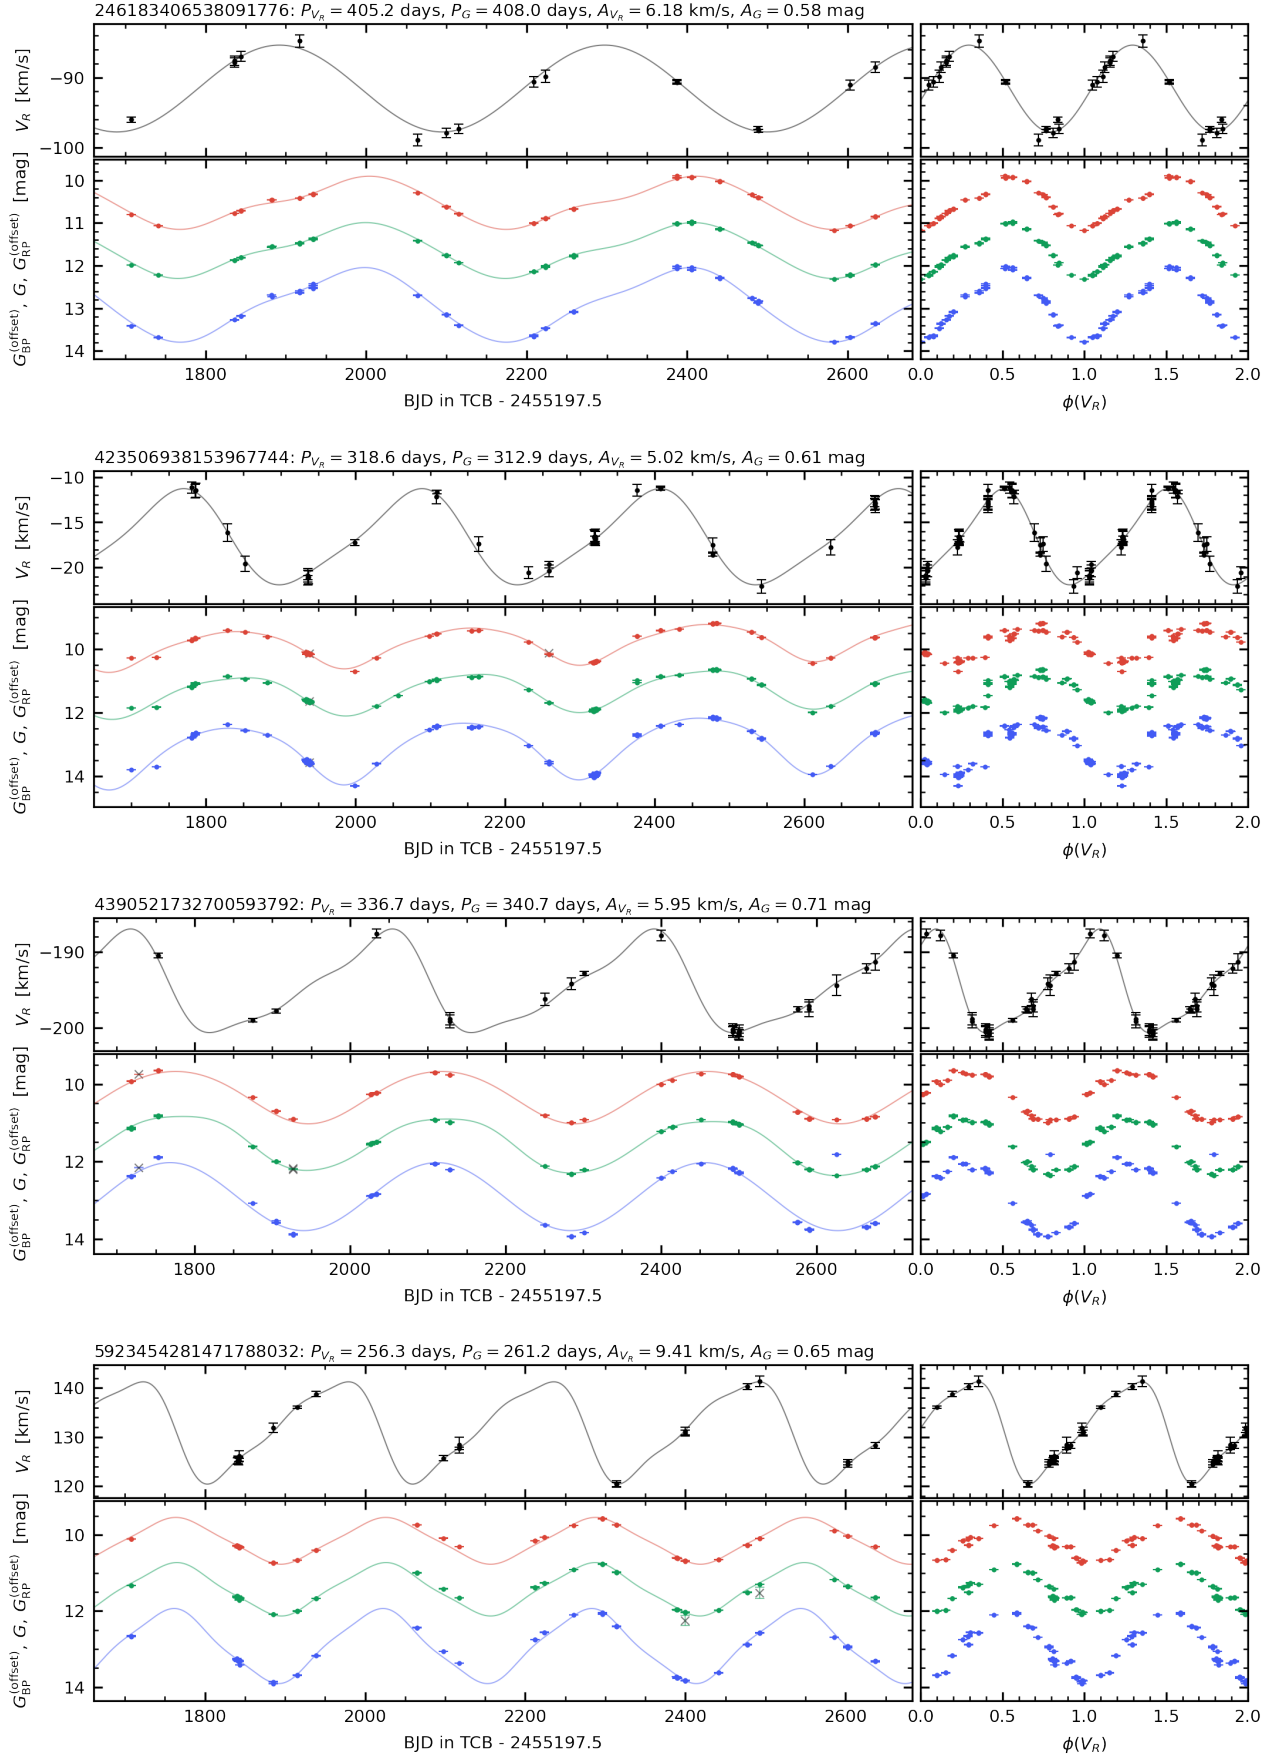 246183406538091776: P_{V_R} = 405.2 days, P_G = 408.0 days, A_{V_R} = 6.18 km/s, A_G = 0.58 mag
V_R [km/s]
−90
−100
G_BP^(offset), G, G_RP^(offset) [mag]
10
11
12
13
14
1800 2000 2200 2400 2600
0.0 0.5 1.0 1.5 2.0
BJD in TCB - 2455197.5
ϕ(V_R)
423506938153967744: P_{V_R} = 318.6 days, P_G = 312.9 days, A_{V_R} = 5.02 km/s, A_G = 0.61 mag
V_R [km/s]
−10
−15
−20
G_BP^(offset), G, G_RP^(offset) [mag]
10
12
14
1800 2000 2200 2400 2600
0.0 0.5 1.0 1.5 2.0
BJD in TCB - 2455197.5
ϕ(V_R)
4390521732700593792: P_{V_R} = 336.7 days, P_G = 340.7 days, A_{V_R} = 5.95 km/s, A_G = 0.71 mag
V_R [km/s]
−190
−200
G_BP^(offset), G, G_RP^(offset) [mag]
10
12
14
1800 2000 2200 2400 2600
0.0 0.5 1.0 1.5 2.0
BJD in TCB - 2455197.5
ϕ(V_R)
5923454281471788032: P_{V_R} = 256.3 days, P_G = 261.2 days, A_{V_R} = 9.41 km/s, A_G = 0.65 mag
V_R [km/s]
140
130
120
G_BP^(offset), G, G_RP^(offset) [mag]
10
12
14
1800 2000 2200 2400 2600
0.0 0.5 1.0 1.5 2.0
BJD in TCB - 2455197.5
ϕ(V_R)